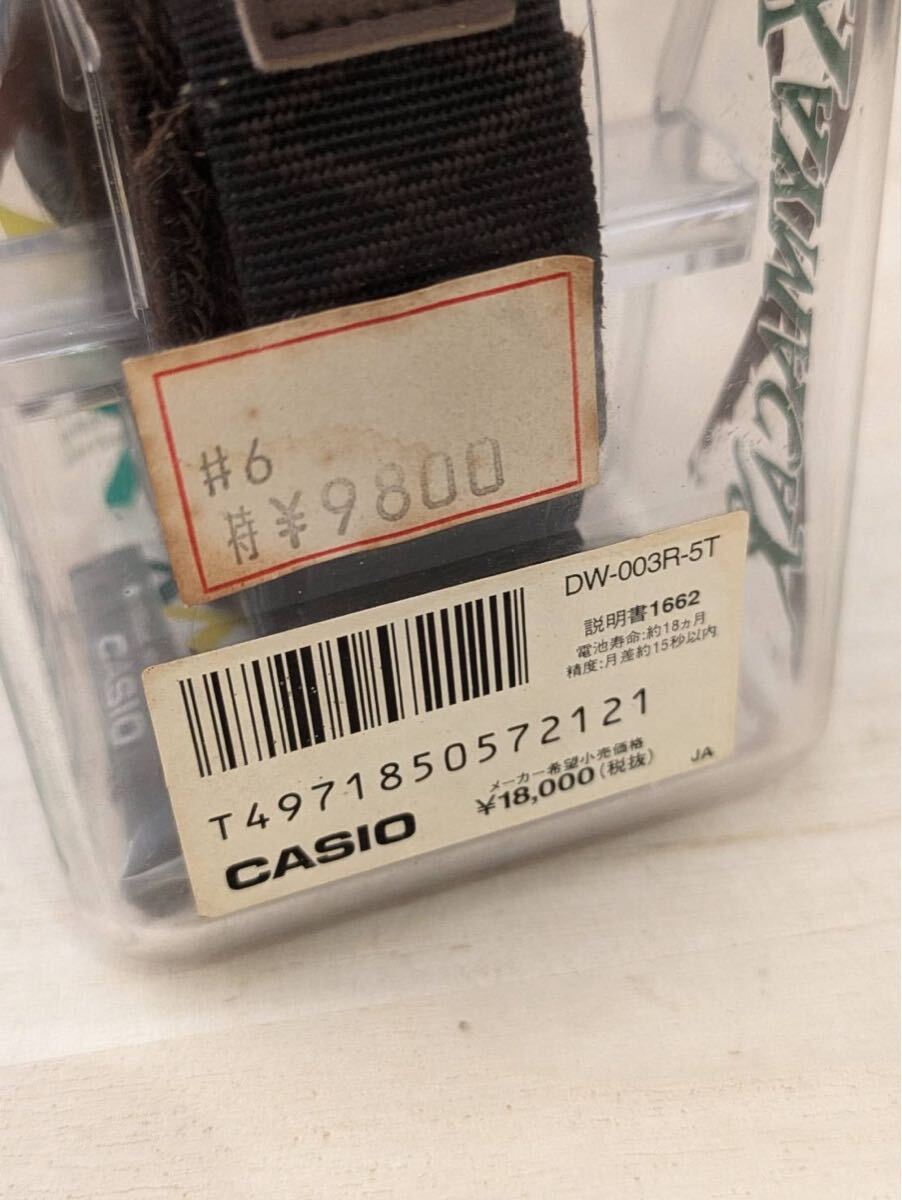 #6
特¥9800
DW-003R-5T
説明書1662
電池寿命:約18ヵ月
精度:月差約15秒以内
T4971850572121
メーカー希望小売価格
¥18,000(税抜)
JA
CASIO
CASIO
YACAMMAX